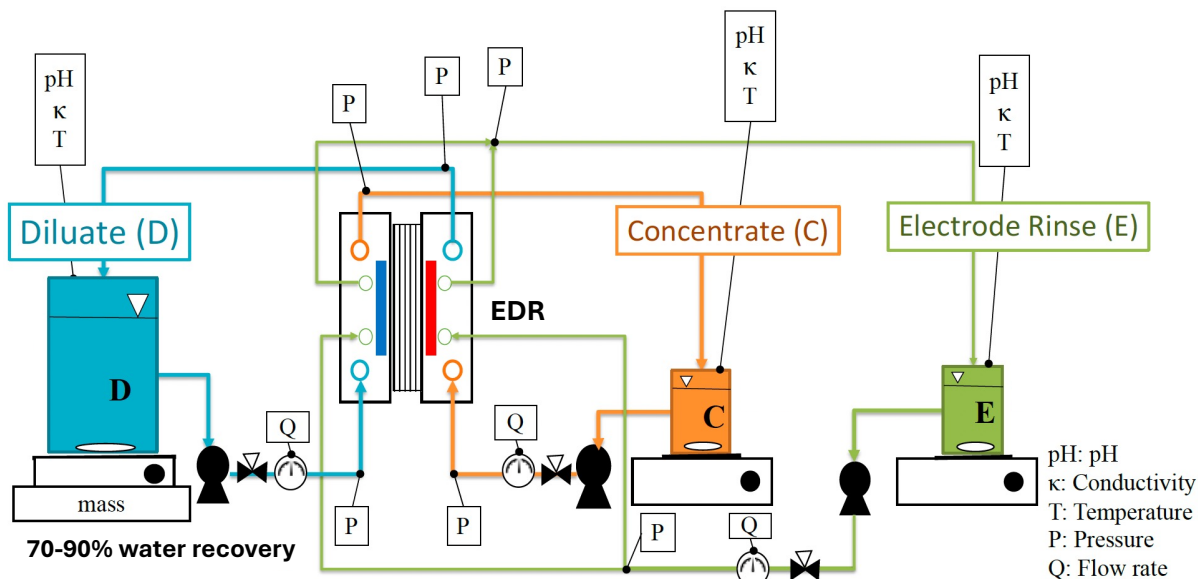 pH
κ
T
P
P
P
pH
κ
T
pH
κ
T
Diluate (D)
Concentrate (C)
Electrode Rinse (E)
EDR
D
C
E
Q
Q
mass
P
P
P
Q
70-90% water recovery
pH: pH
κ: Conductivity
T: Temperature
P: Pressure
Q: Flow rate